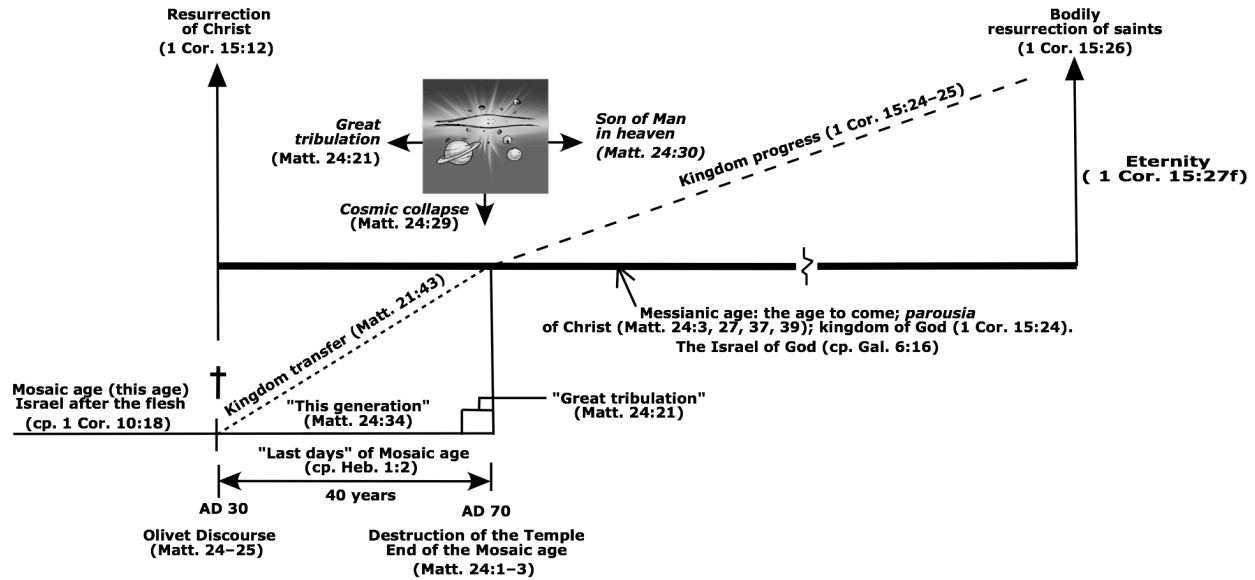 Resurrection
of Christ
(1 Cor. 15:12)
Bodily
resurrection of saints
(1 Cor. 15:26)
Great
tribulation
(Matt. 24:21)
Son of Man
in heaven
(Matt. 24:30)
Cosmic collapse
(Matt. 24:29)
Kingdom progress (1 Cor. 15:24–25)
Eternity
( 1 Cor. 15:27f)
Kingdom transfer (Matt. 21:43)
Messianic age: the age to come; parousia
of Christ (Matt. 24:3, 27, 37, 39); kingdom of God (1 Cor. 15:24).
The Israel of God (cp. Gal. 6:16)
Mosaic age (this age)
Israel after the flesh
(cp. 1 Cor. 10:18)
"This generation"
(Matt. 24:34)
"Great tribulation"
(Matt. 24:21)
"Last days" of Mosaic age
(cp. Heb. 1:2)
40 years
AD 30
Olivet Discourse
(Matt. 24–25)
AD 70
Destruction of the Temple
End of the Mosaic age
(Matt. 24:1–3)